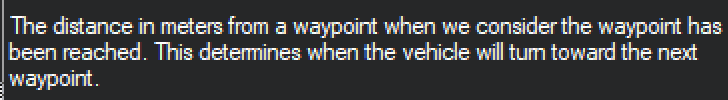 The distance in meters from a waypoint when we consider the waypoint has
been reached. This determines when the vehicle will turn toward the next
waypoint.